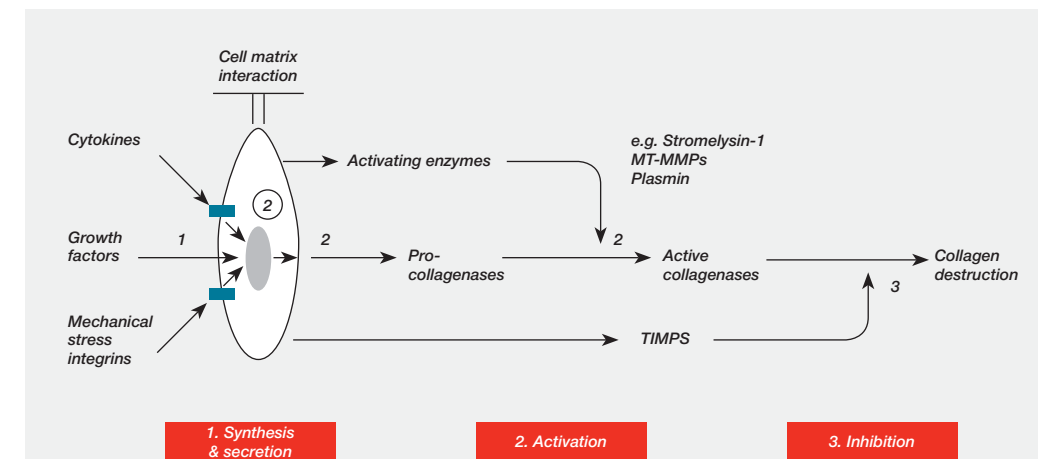 Cell matrix
interaction
Cytokines
e.g. Stromelysin-1
MT-MMPs
Plasmin
Activating enzymes
2
Growth
factors
1
2
Pro-
collagenases
2
Active
collagenases
Collagen
destruction
3
Mechanical
stress
integrins
TIMPS
1. Synthesis
& secretion
2. Activation
3. Inhibition